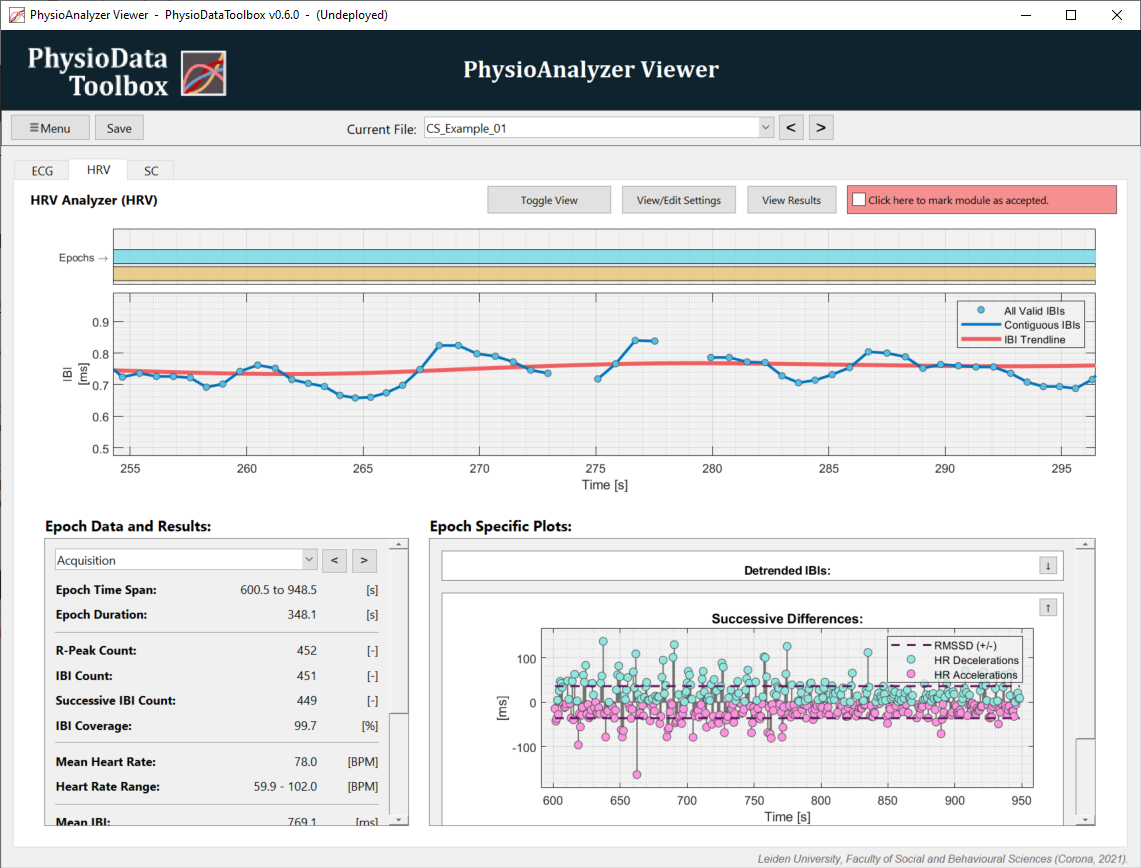 PhysioAnalyzer Viewer - PhysioDataToolbox v0.6.0 - (Undeployed)
PhysioData
Toolbox
PhysioAnalyzer Viewer
☰Menu
Save
Current File:
CS_Example_01
<
>
ECG
HRV
SC
HRV Analyzer (HRV)
Toggle View
View/Edit Settings
View Results
Click here to mark module as accepted.
Epochs →
0.9
0.8
0.7
0.6
0.5
IBI
[ms]
All Valid IBIs
Contiguous IBIs
IBI Trendline
255 260 265 270 275 280 285 290 295
Time [s]
Epoch Data and Results:
Acquisition
<
>
Epoch Time Span: 600.5 to 948.5 [s]
Epoch Duration: 348.1 [s]
R-Peak Count: 452 [-]
IBI Count: 451 [-]
Successive IBI Count: 449 [-]
IBI Coverage: 99.7 [%]
Mean Heart Rate: 78.0 [BPM]
Heart Rate Range: 59.9 - 102.0 [BPM]
Mean IBI: 769.1 [ms]
Epoch Specific Plots:
Detrended IBIs:
↓
↑
Successive Differences:
RMSSD (+/-)
HR Decelerations
HR Accelerations
100
0
-100
[ms]
600 650 700 750 800 850 900 950
Time [s]
Leiden University, Faculty of Social and Behavioural Sciences (Corona, 2021).